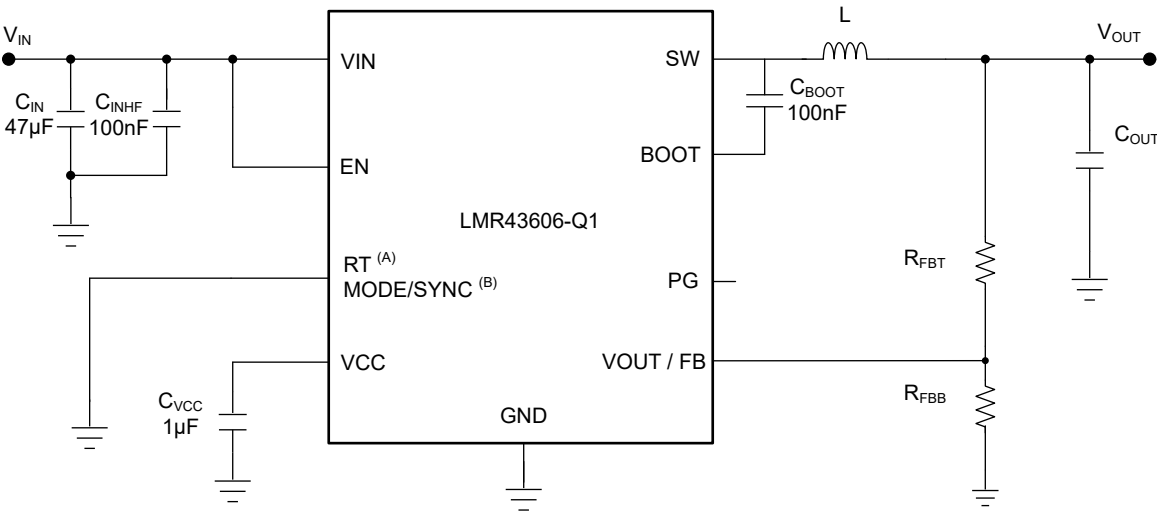 L
V_IN
V_OUT
VIN
SW
C_IN
47µF
C_INHF
100nF
C_BOOT
100nF
C_OUT
BOOT
EN
LMR43606-Q1
RT (A)
MODE/SYNC (B)
R_FBT
PG
VCC
VOUT / FB
C_VCC
1µF
R_FBB
GND